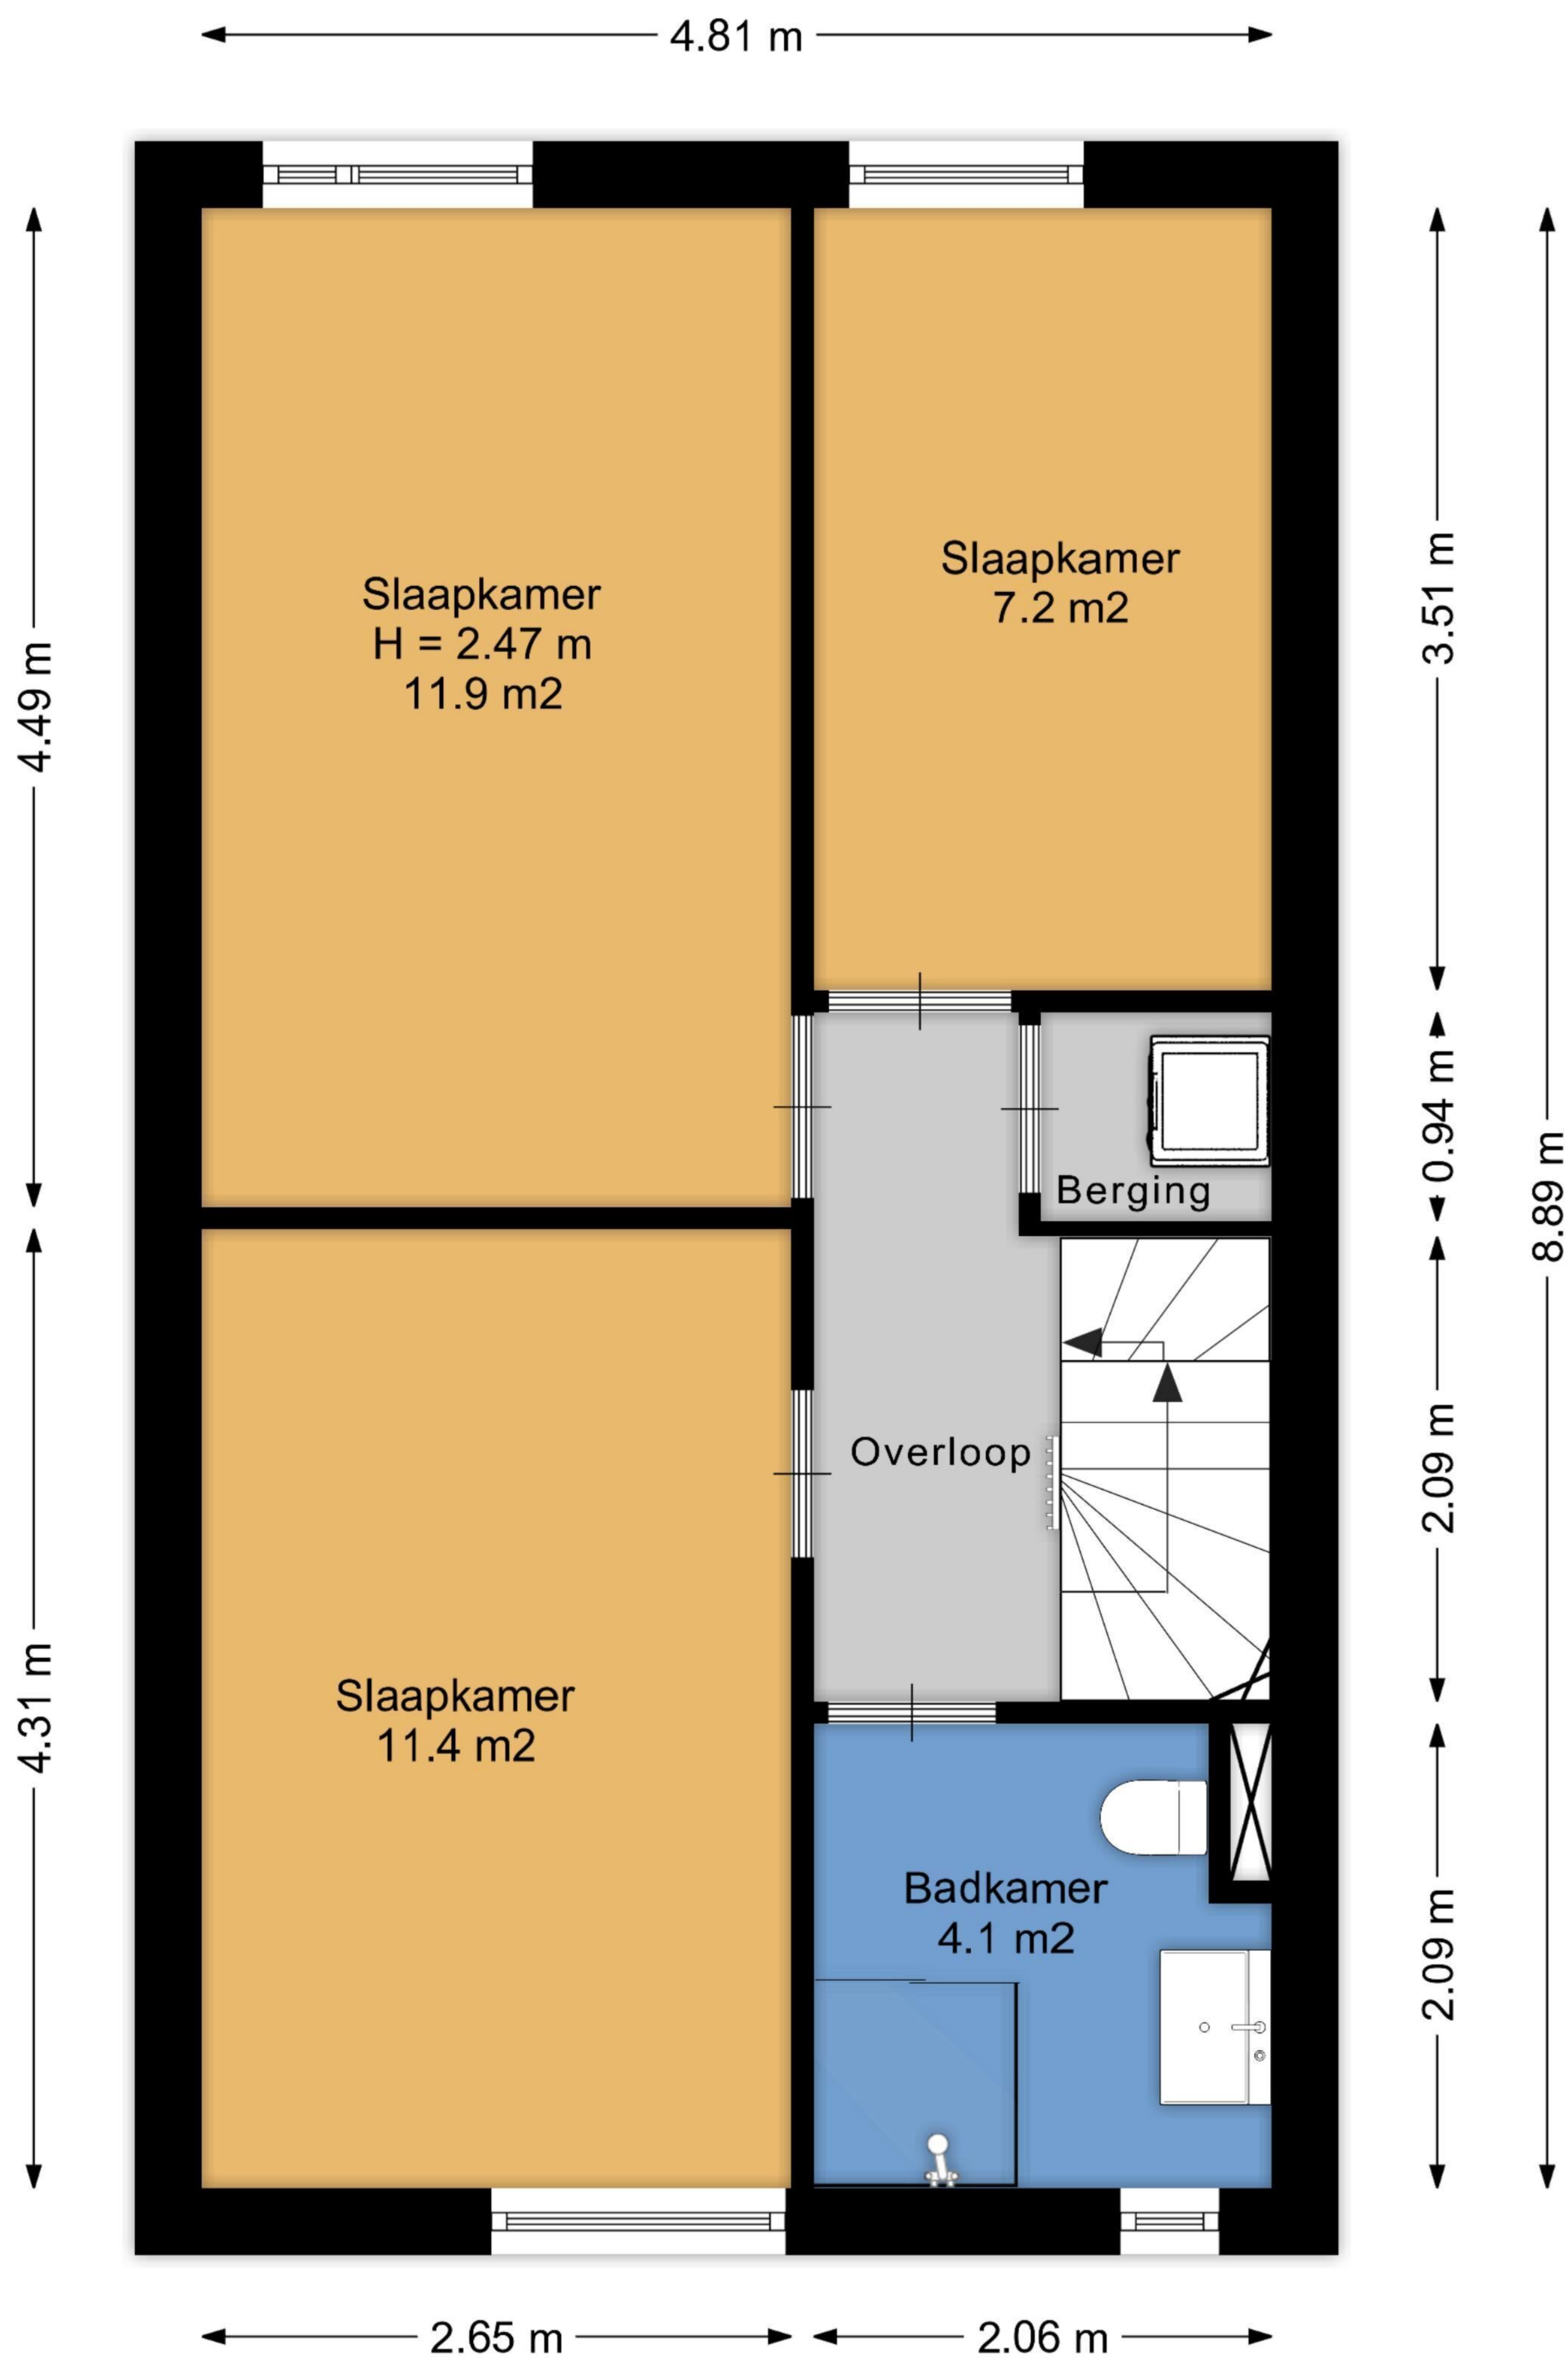 4.81 m
Slaapkamer
H = 2.47 m
11.9 m2
Slaapkamer
7.2 m2
4.49 m
3.51 m
0.94 m
8.89 m
Berging
Overloop
2.09 m
4.31 m
Slaapkamer
11.4 m2
Badkamer
4.1 m2
2.09 m
2.65 m
2.06 m